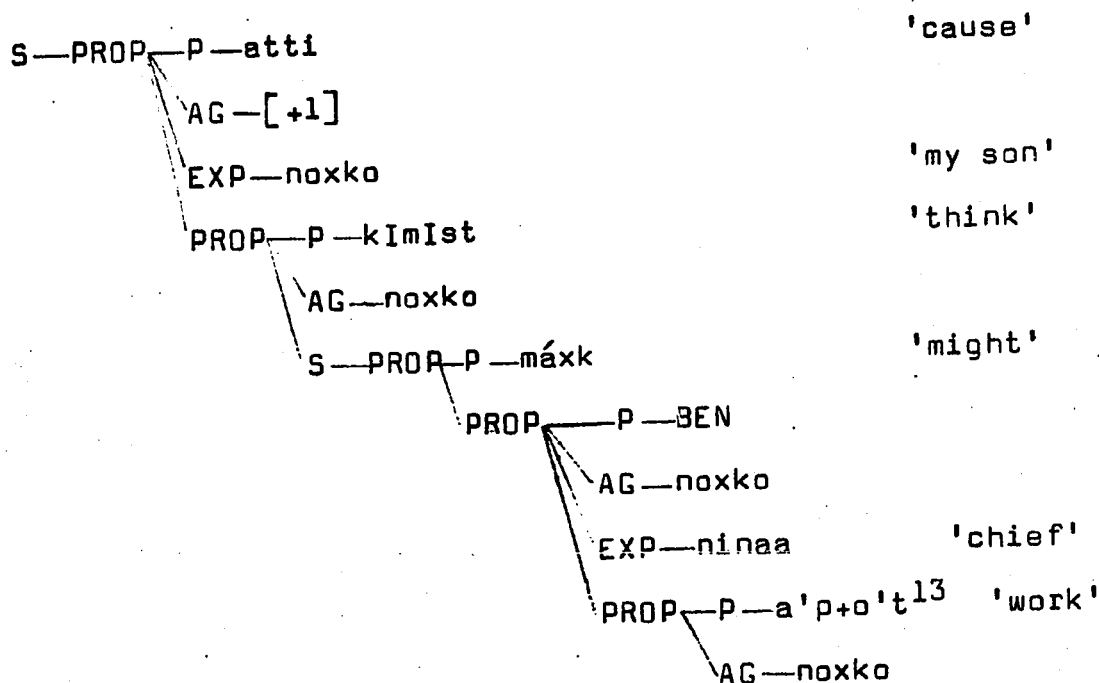 'cause'
S—PROP—P—atti
AG—[+1]
EXP—noxko 'my son'
PROP—P—kImIst 'think'
AG—noxko
S—PROP—P—máxk 'might'
PROP—P—BEN
AG—noxko
EXP—ninaa 'chief'
PROP—P—a'p+o't13 'work'
AG—noxko